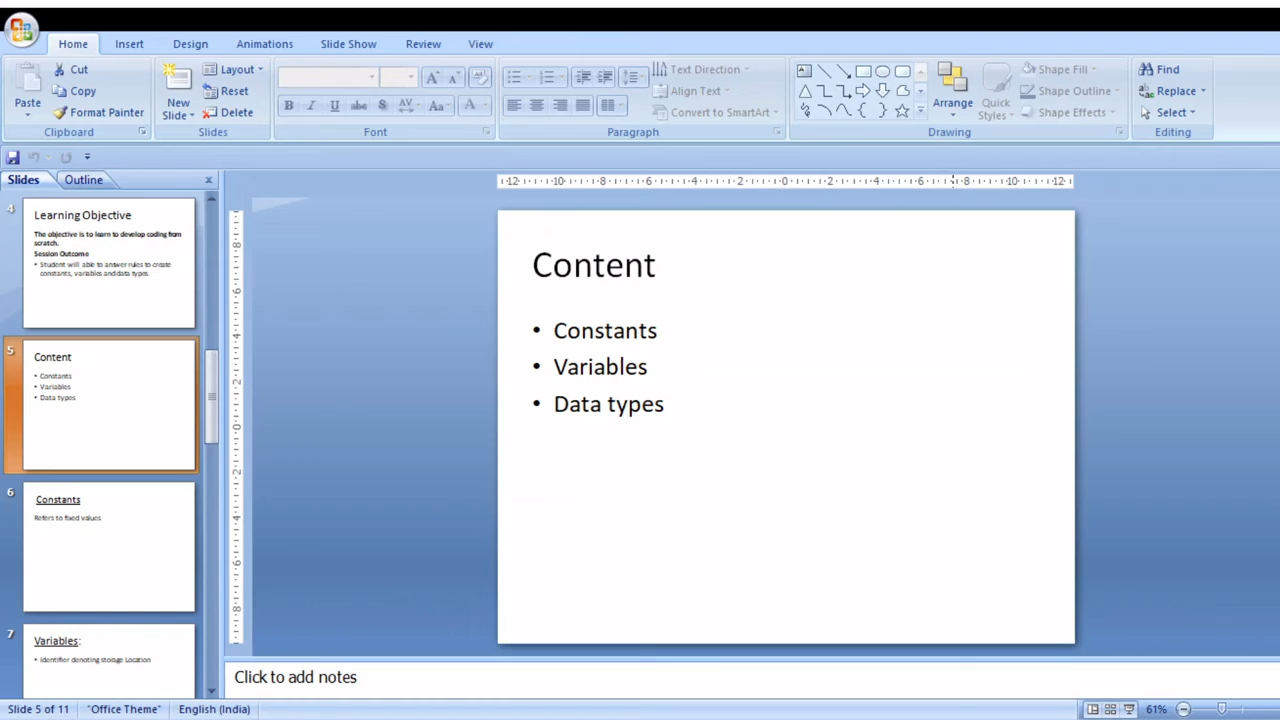 Home Insert Design Animations Slide Show Review View
Cut Layout Text Direction Shape Fill Find
Copy Reset Align Text Shape Outline Replace
Paste New Slide Arrange Quick Styles
Format Painter Delete Convert to SmartArt Shape Effects Select
Clipboard Slides Font Paragraph Drawing Editing
Slides Outline
4
Learning Objective
The objective is to learn to develop coding from
scratch.
Session Outcome
• Student will able to answer rules to create
constants, variables and data types.
5
Content
• Constants
• Variables
• Data types
6
Constants
Refers to fixed values
7
Variables:
• Identifier denoting storage Location
Content
• Constants
• Variables
• Data types
Click to add notes
Slide 5 of 11 "Office Theme" English (India) 61%